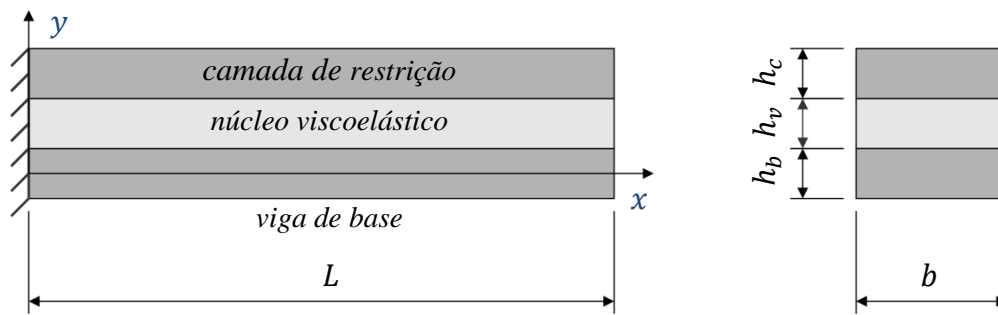 y
camada de restrição
núcleo viscoelástico
viga de base
x
L
h_c
h_v
h_b
b